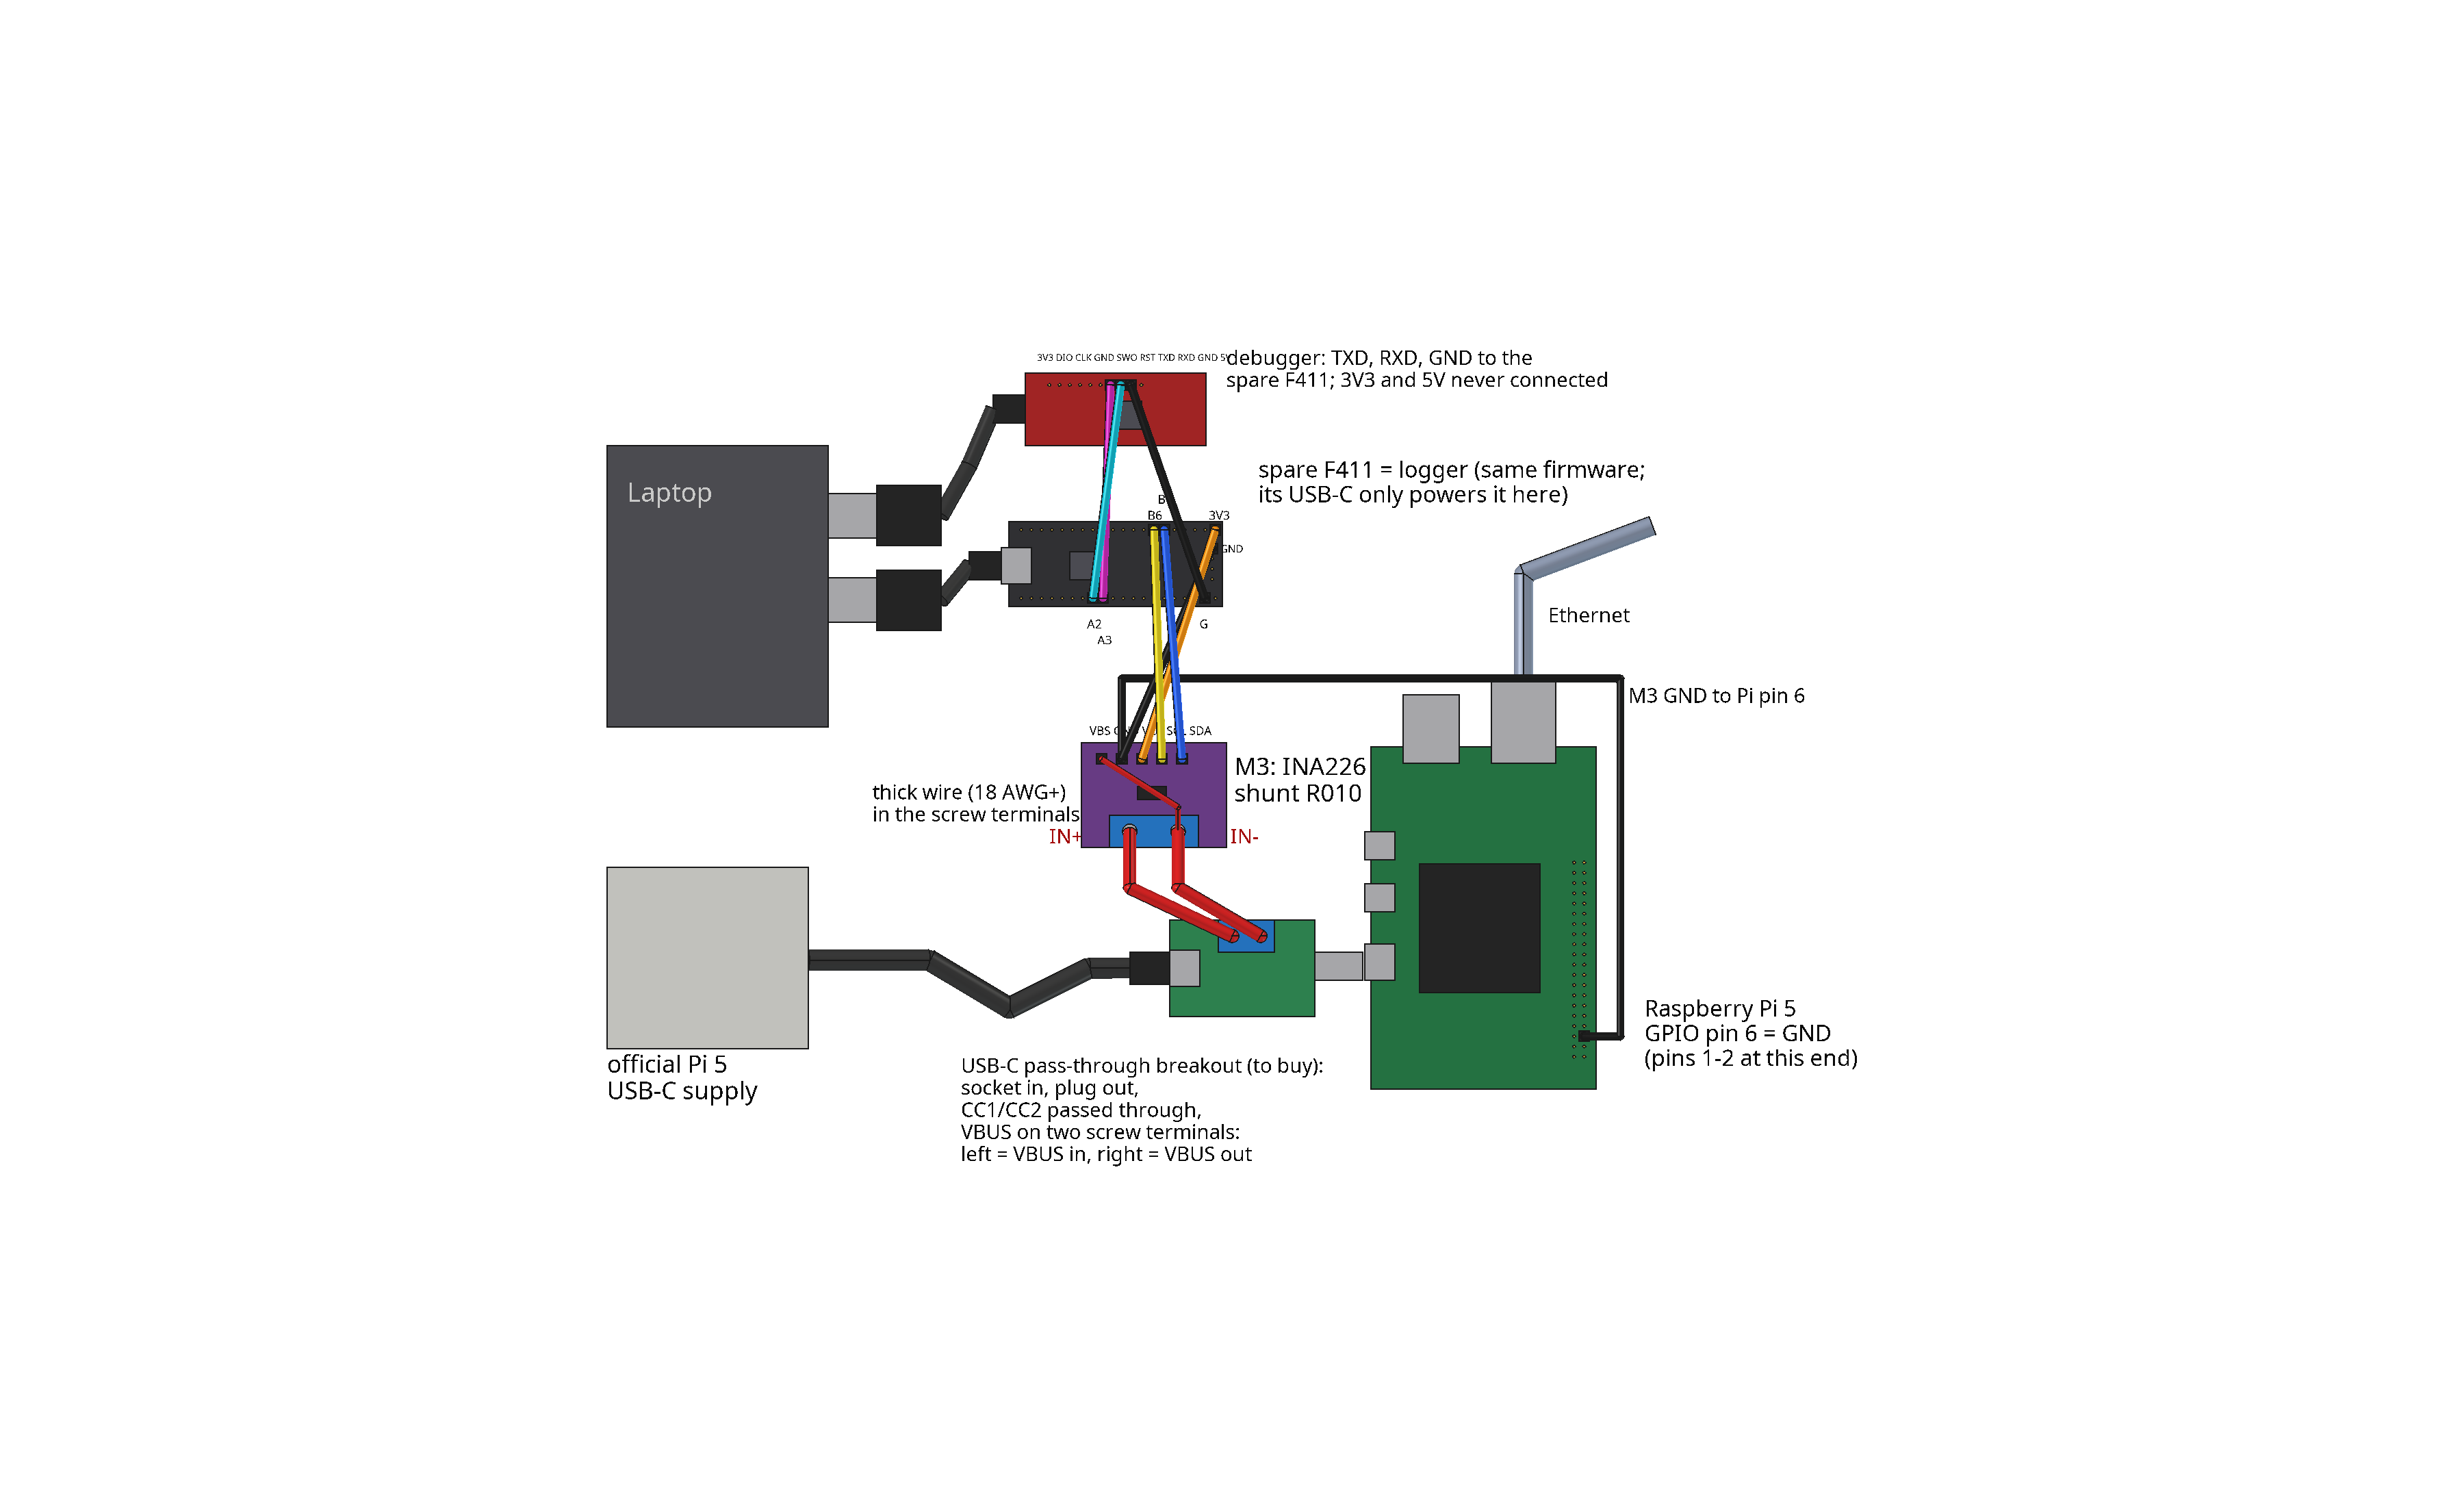 3V3 DIO CLK GND SWO RST TXD RXD GND 5V
debugger: TXD, RXD, GND to the
spare F411; 3V3 and 5V never connected
Laptop
spare F411 = logger (same firmware;
its USB-C only powers it here)
B6
3V3
GND
A2
A3
G
Ethernet
M3 GND to Pi pin 6
VBS
SDA
M3: INA226
shunt R010
thick wire (18 AWG+)
in the screw terminals
IN+
IN-
official Pi 5
USB-C supply
USB-C pass-through breakout (to buy):
socket in, plug out,
CC1/CC2 passed through,
VBUS on two screw terminals:
left = VBUS in, right = VBUS out
Raspberry Pi 5
GPIO pin 6 = GND
(pins 1-2 at this end)